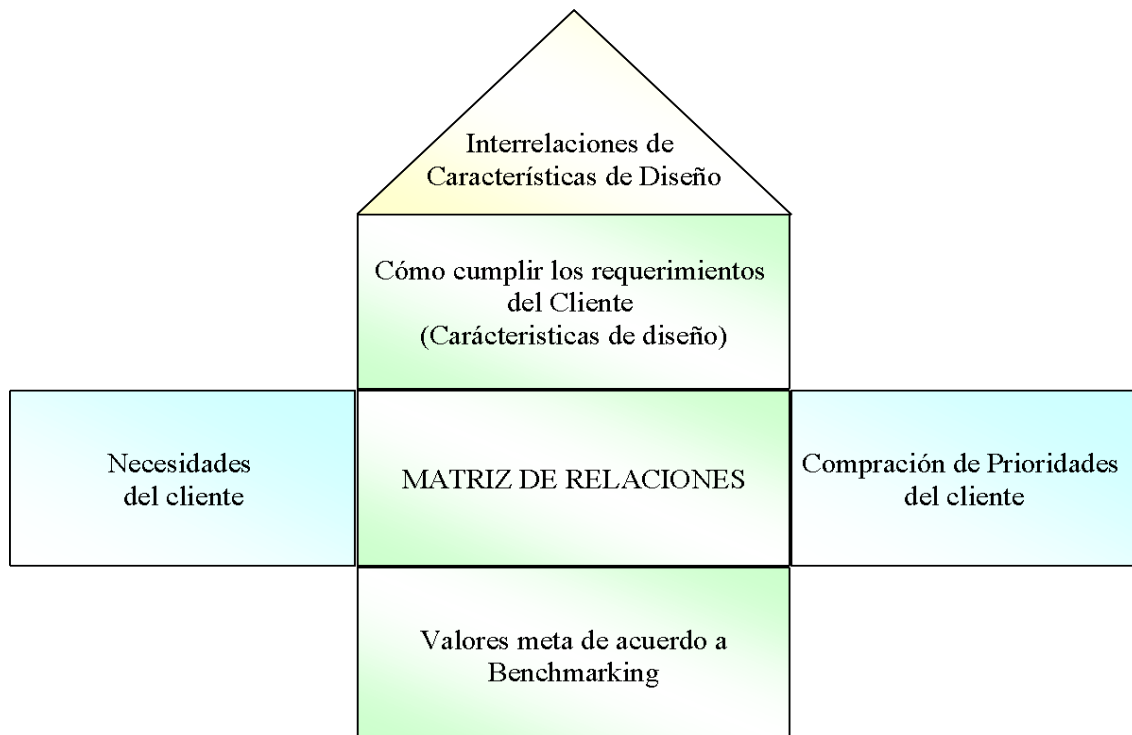 Interrelaciones de
Características de Diseño
Cómo cumplir los requerimientos
del Cliente
(Carácteristicas de diseño)
Necesidades
del cliente
MATRIZ DE RELACIONES
Compración de Prioridades
del cliente
Valores meta de acuerdo a
Benchmarking